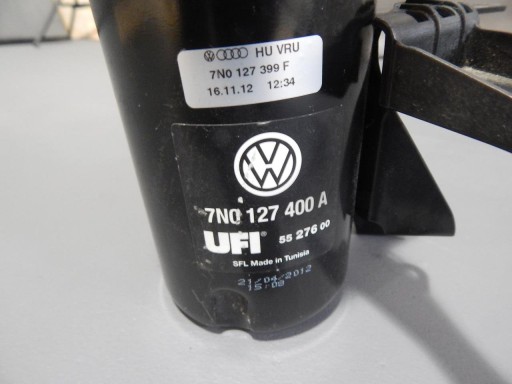 HU VRU
7N0 127 399 F
16.11.12 12:34
7N0 127 400 A
UFI 55 276 00
SFL Made in Tunisia
21/04/2012
15:08